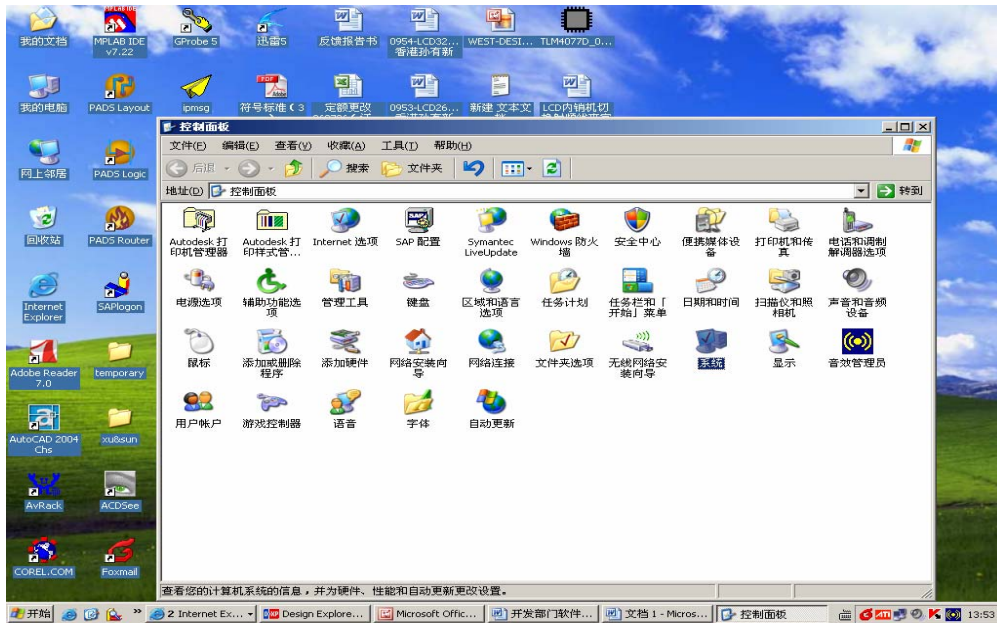 我的文档
MPLAB IDE
v7.22
GProbe 5
迅雷5
反馈报告书
0954-LCD32...
香港孙有新
WEST-DESI...
TLM4077D_0...
我的电脑
PADS Layout
ipmsg
符号标准(3
定额更改
0953-LCD26...
新建 文本文
LCD内销机切
网上邻居
PADS Logic
回收站
PADS Router
Internet
Explorer
SAPlogon
Adobe Reader
7.0
temporary
AutoCAD 2004
Chs
xu&sun
AvRack
ACDSee
COREL.COM
Foxmail
控制面板
文件(F) 编辑(E) 查看(V) 收藏(A) 工具(T) 帮助(H)
后退 搜索 文件夹
地址(D) 控制面板 转到
Autodesk 打
印机管理器
Autodesk 打
印样式管...
Internet 选项
SAP 配置
Symantec
LiveUpdate
Windows 防火
墙
安全中心
便携媒体设
备
打印机和传
真
电话和调制
解调器选项
电源选项
辅助功能选
项
管理工具
键盘
区域和语言
选项
任务计划
任务栏和「
开始」菜单
日期和时间
扫描仪和照
相机
声音和音频
设备
鼠标
添加或删除
程序
添加硬件
网络安装向
导
网络连接
文件夹选项
无线网络安
装向导
系统
显示
音效管理员
用户帐户
游戏控制器
语音
字体
自动更新
查看您的计算机系统的信息，并为硬件、性能和自动更新更改设置。
开始 » 2 Internet Ex... Design Explore... Microsoft Offic... 开发部门软件... 文档 1 - Micros... 控制面板 13:53